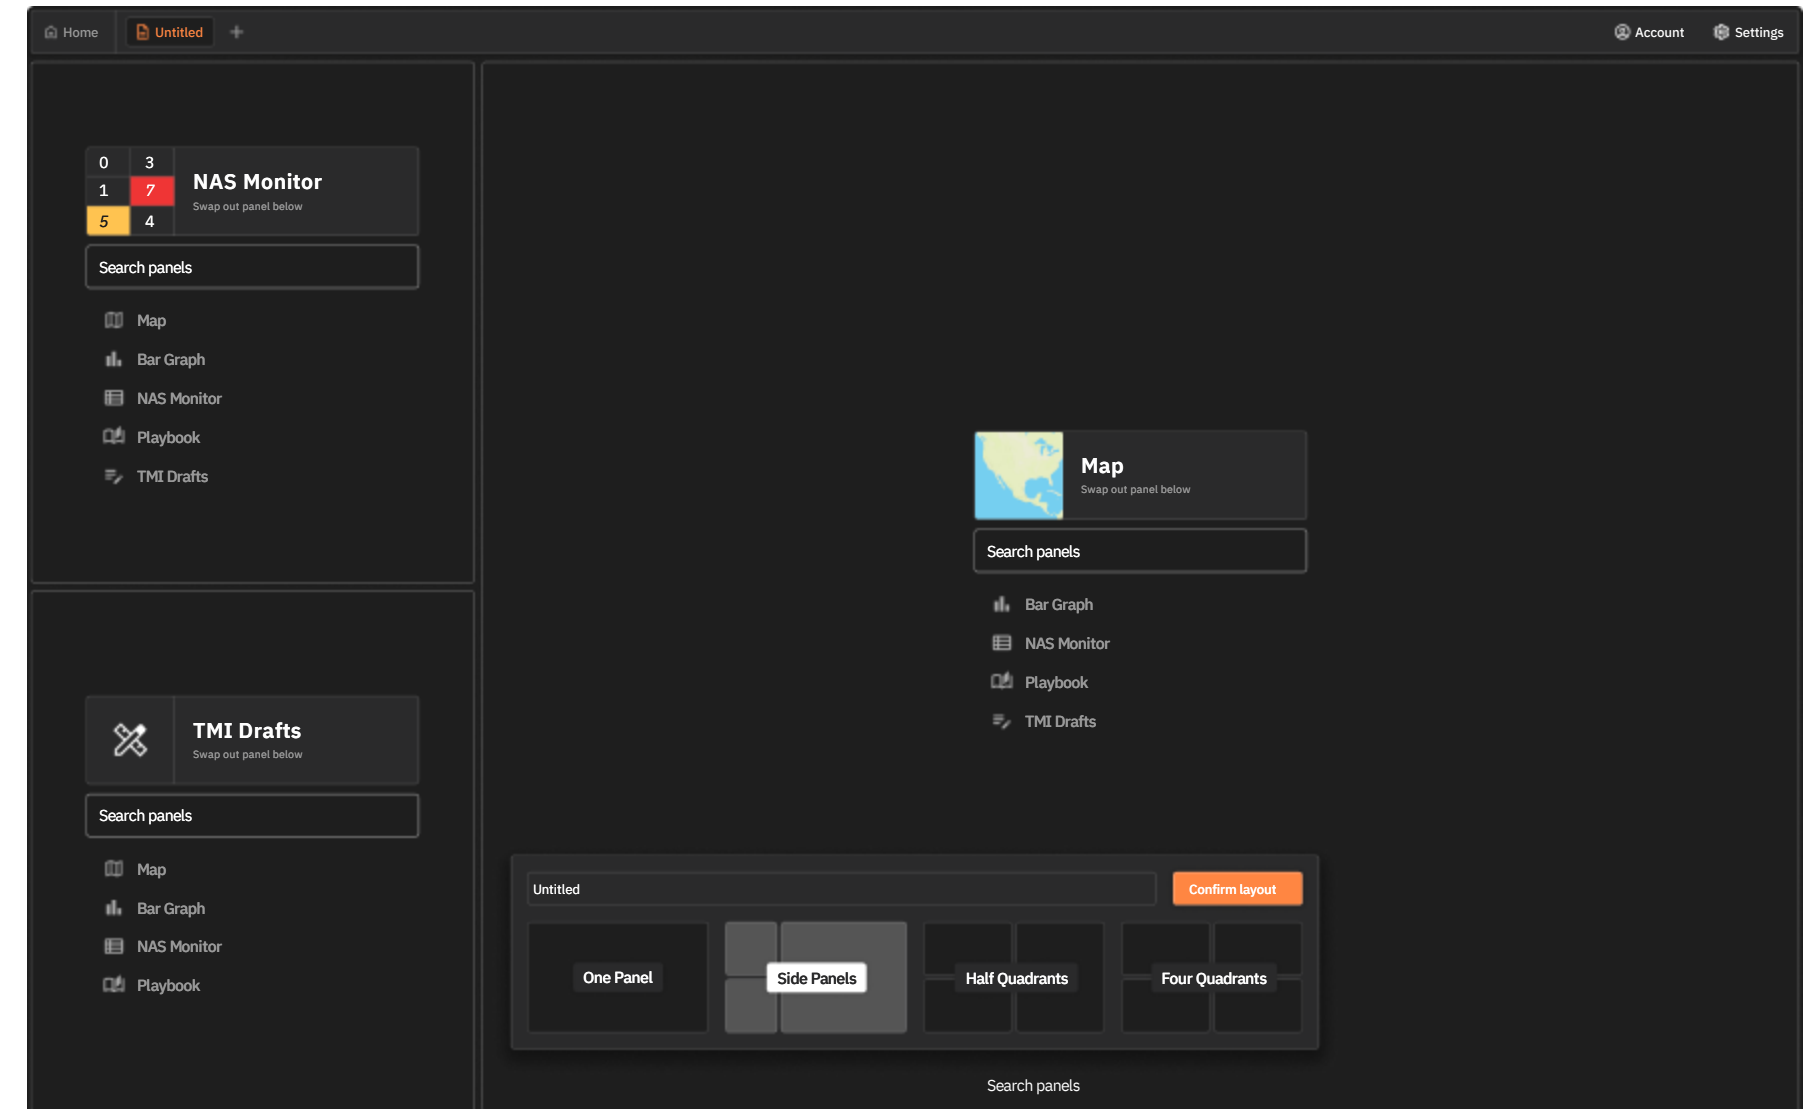 Home
Untitled
Account
Settings
0 3
1 7
5 4
NAS Monitor
Swap out panel below
Search panels
Map
Bar Graph
NAS Monitor
Playbook
TMI Drafts
TMI Drafts
Swap out panel below
Search panels
Map
Bar Graph
NAS Monitor
Playbook
Map
Swap out panel below
Search panels
Bar Graph
NAS Monitor
Playbook
TMI Drafts
Untitled
Confirm layout
One Panel
Side Panels
Half Quadrants
Four Quadrants
Search panels